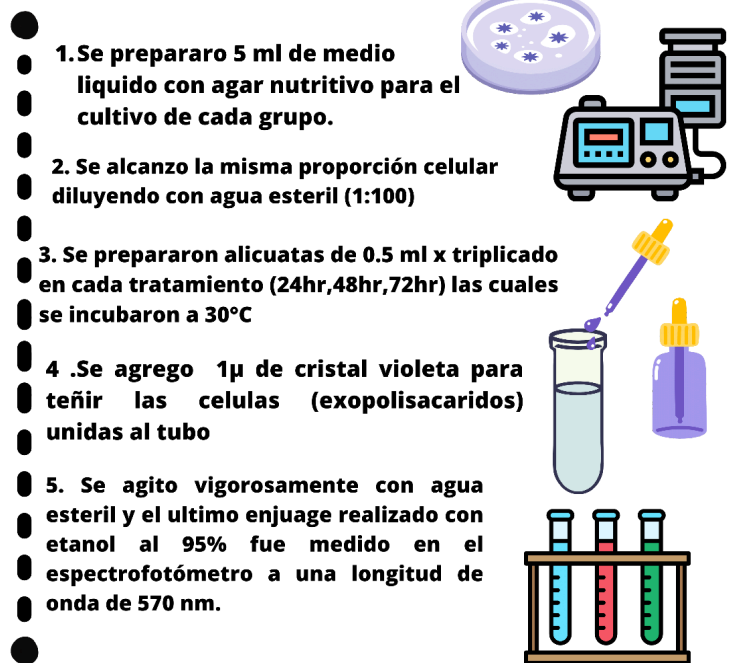 1. Se prepararo 5 ml de medio
liquido con agar nutritivo para el
cultivo de cada grupo.
2. Se alcanzo la misma proporción celular
diluyendo con agua esteril (1:100)
3. Se prepararon alicuatas de 0.5 ml x triplicado
en cada tratamiento (24hr,48hr,72hr) las cuales
se incubaron a 30°C
4 .Se agrego 1µ de cristal violeta para
teñir las celulas (exopolisacaridos)
unidas al tubo
5. Se agito vigorosamente con agua
esteril y el ultimo enjuage realizado con
etanol al 95% fue medido en el
espectrofotómetro a una longitud de
onda de 570 nm.